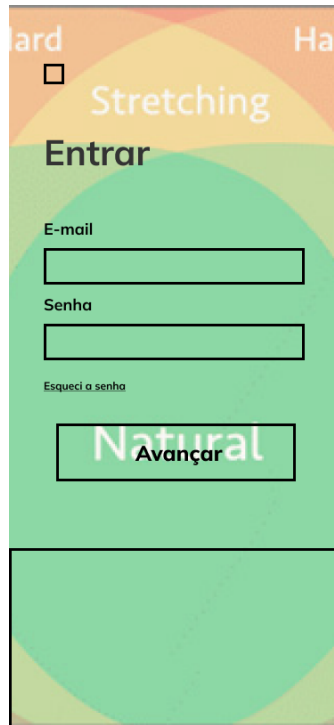 ard
Ha
Stretching
Entrar
E-mail
Senha
Esqueci a senha
Natural
Avançar